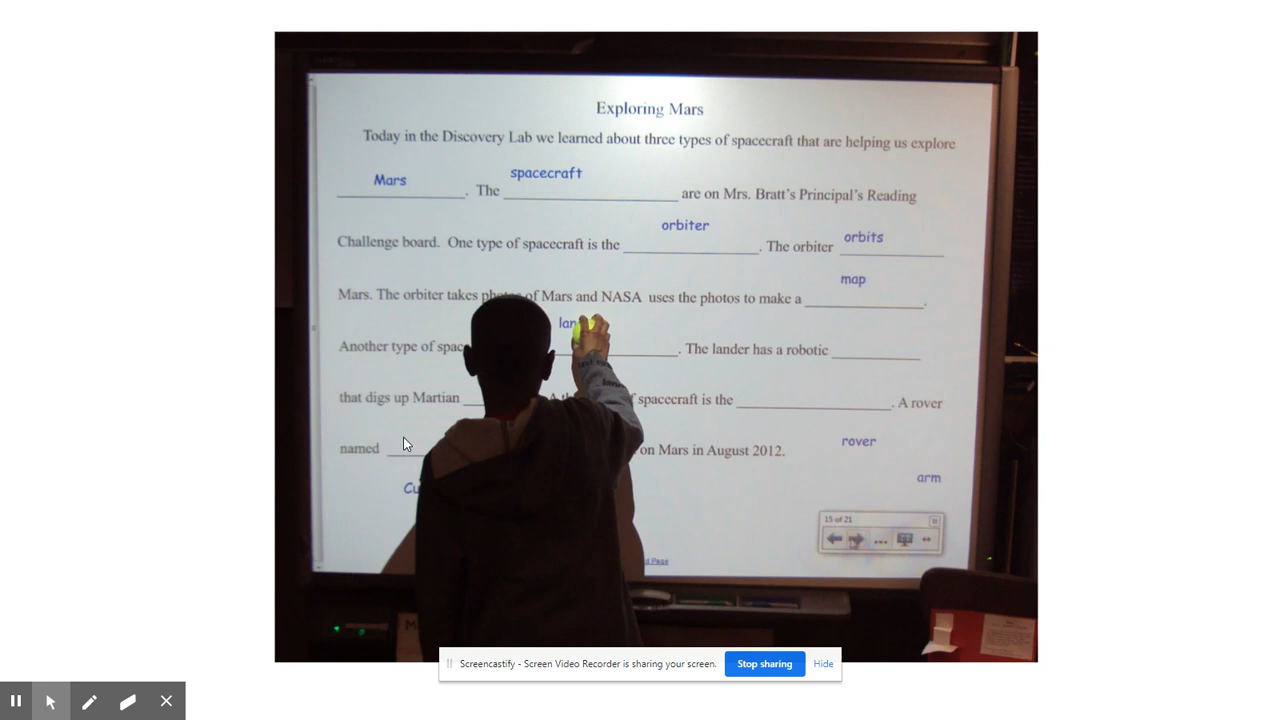 Exploring Mars
Today in the Discovery Lab we learned about three types of spacecraft that are helping us explore
Mars . The spacecraft are on Mrs. Bratt's Principal's Reading
Challenge board. One type of spacecraft is the orbiter . The orbiter orbits
Mars. The orbiter takes of Mars and NASA uses the photos to make a map .
Another type of . The lander has a robotic
that digs up Martian spacecraft is the . A rover
named on Mars in August 2012.
rover
arm
15 of 21
Page
Screencastify - Screen Video Recorder is sharing your screen.
Stop sharing
Hide